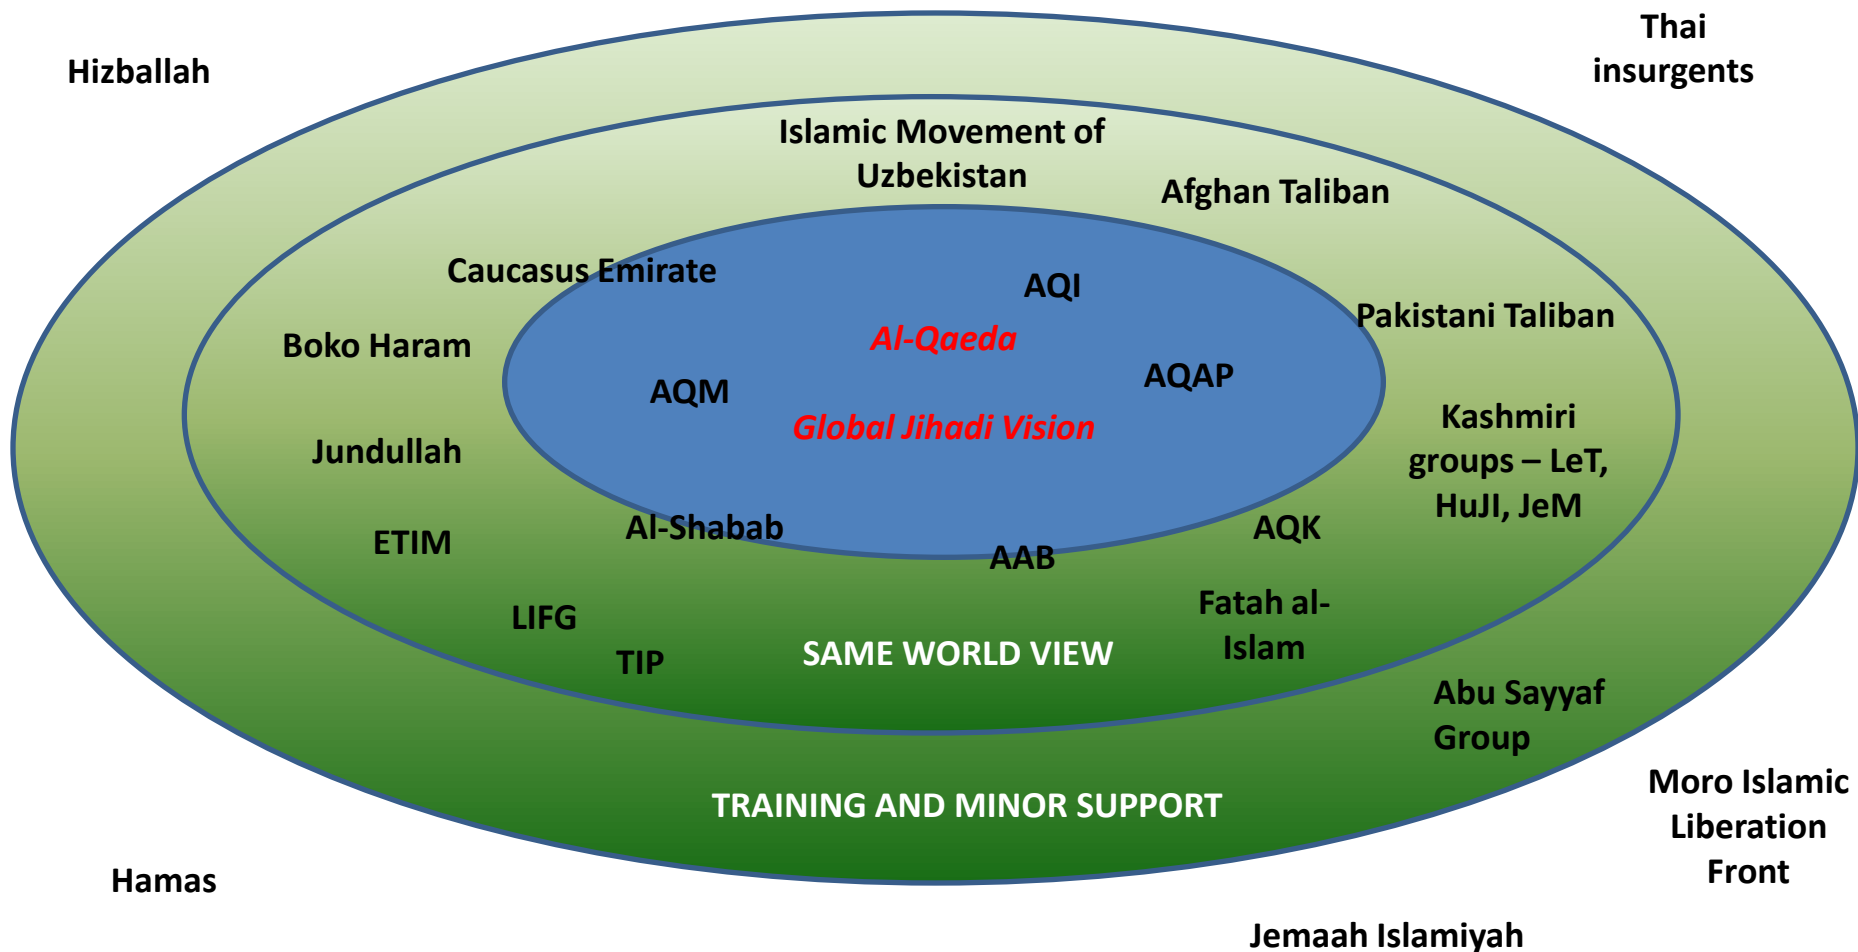 Thai
insurgents
Hizballah
Islamic Movement of
Uzbekistan
Afghan Taliban
Caucasus Emirate
AQI
Pakistani Taliban
Al-Qaeda
Boko Haram
AQAP
AQM
Global Jihadi Vision
Kashmiri
groups – LeT,
HuJI, JeM
Jundullah
Al-Shabab
AQK
ETIM
AAB
Fatah al-
Islam
LIFG
SAME WORLD VIEW
TIP
Abu Sayyaf
Group
TRAINING AND MINOR SUPPORT
Moro Islamic
Liberation
Front
Hamas
Jemaah Islamiyah